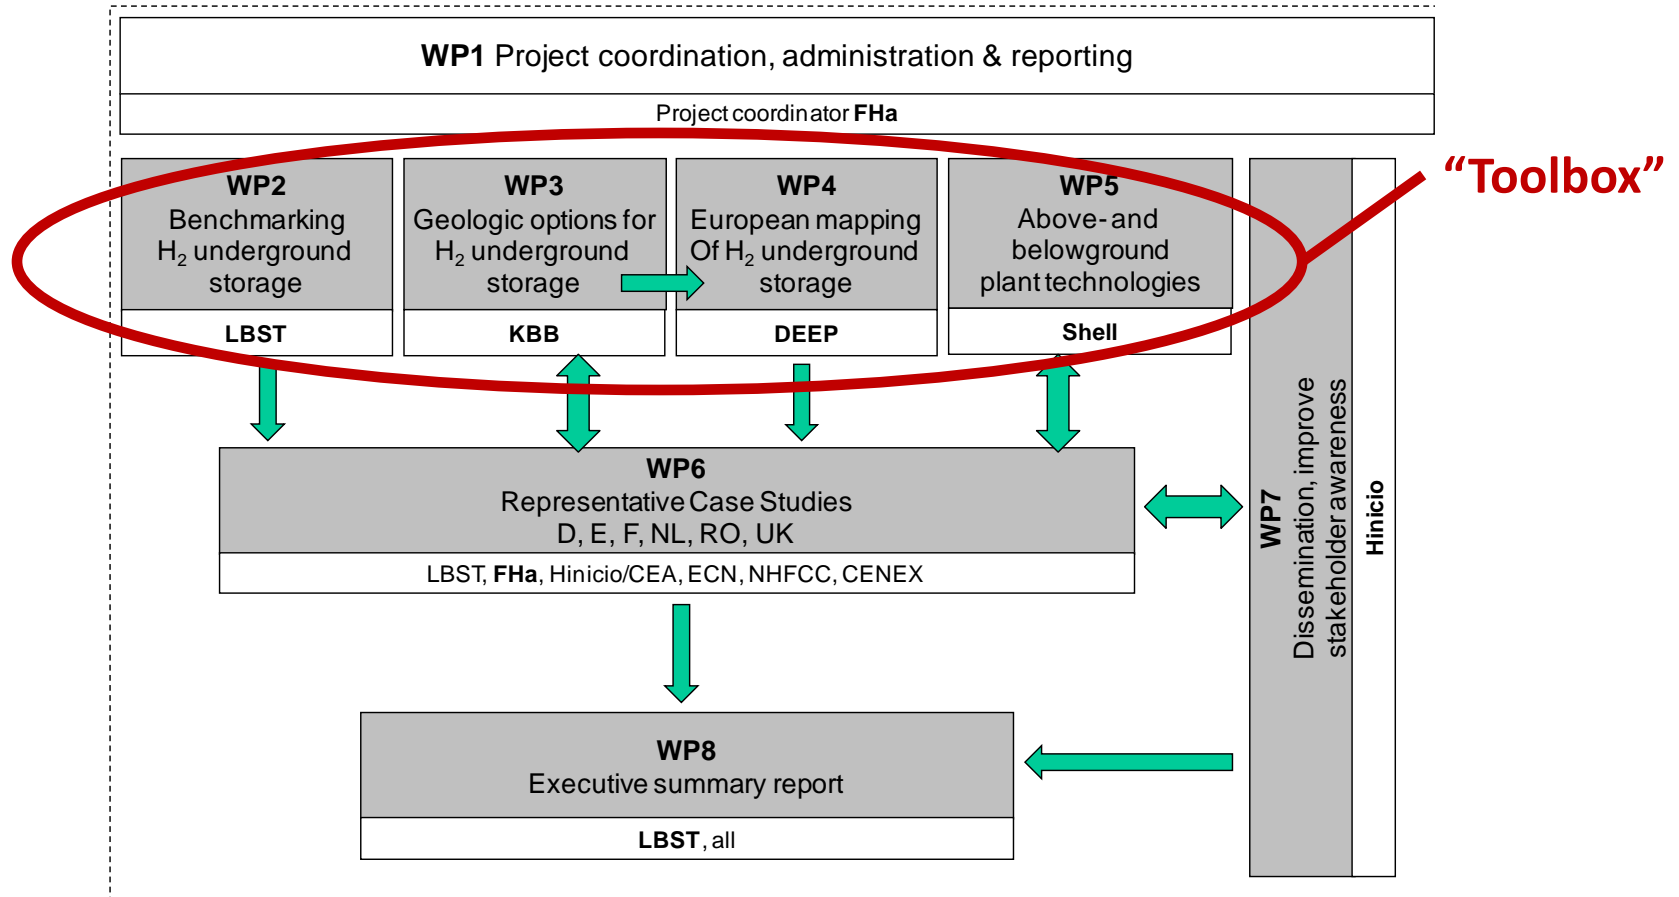 WP1 Project coordination, administration & reporting
Project coordinator FHa
WP2
Benchmarking
H₂ underground
storage
LBST
WP3
Geologic options for
H₂ underground
storage
KBB
WP4
European mapping
Of H₂ underground
storage
DEEP
WP5
Above- and
belowground
plant technologies
Shell
“Toolbox”
WP6
Representative Case Studies
D, E, F, NL, RO, UK
LBST, FHa, Hinicio/CEA, ECN, NHFCC, CENEX
WP7
Dissemination, improve
stakeholder awareness
Hinicio
WP8
Executive summary report
LBST, all